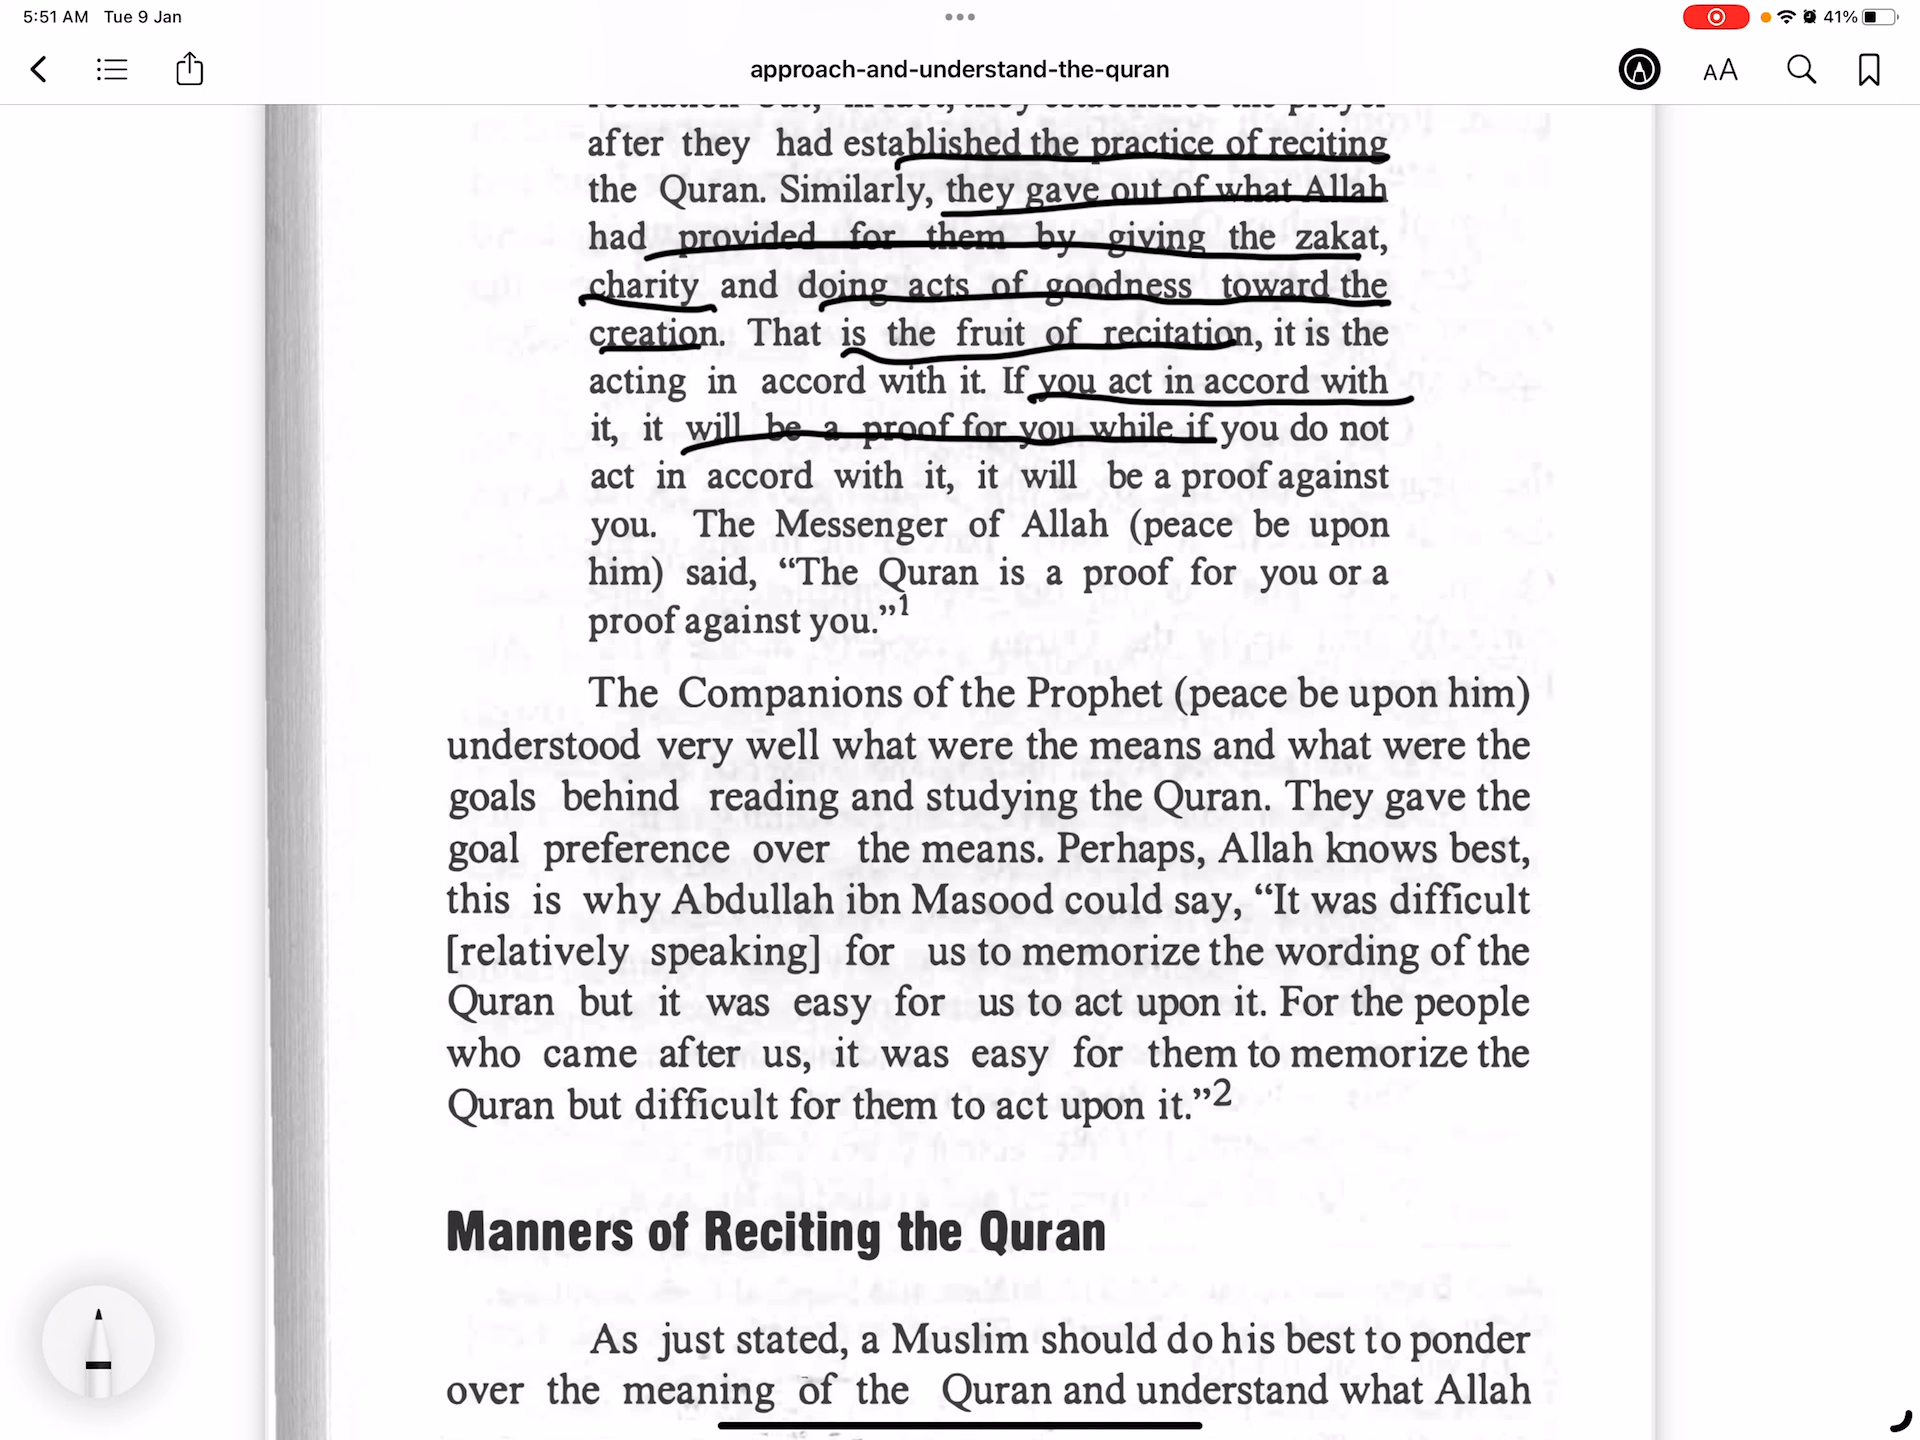 5:51 AM Tue 9 Jan
41%
approach-and-understand-the-quran
AA
recitation but, in fact, they established the prayer
after they had established the practice of reciting
the Quran. Similarly, they gave out of what Allah
had provided for them by giving the zakat,
charity and doing acts of goodness toward the
creation. That is the fruit of recitation, it is the
acting in accord with it. If you act in accord with
it, it will be a proof for you while if you do not
act in accord with it, it will be a proof against
you. The Messenger of Allah (peace be upon
him) said, “The Quran is a proof for you or a
proof against you.”1
The Companions of the Prophet (peace be upon him)
understood very well what were the means and what were the
goals behind reading and studying the Quran. They gave the
goal preference over the means. Perhaps, Allah knows best,
this is why Abdullah ibn Masood could say, “It was difficult
[relatively speaking] for us to memorize the wording of the
Quran but it was easy for us to act upon it. For the people
who came after us, it was easy for them to memorize the
Quran but difficult for them to act upon it.”2
Manners of Reciting the Quran
As just stated, a Muslim should do his best to ponder
over the meaning of the Quran and understand what Allah